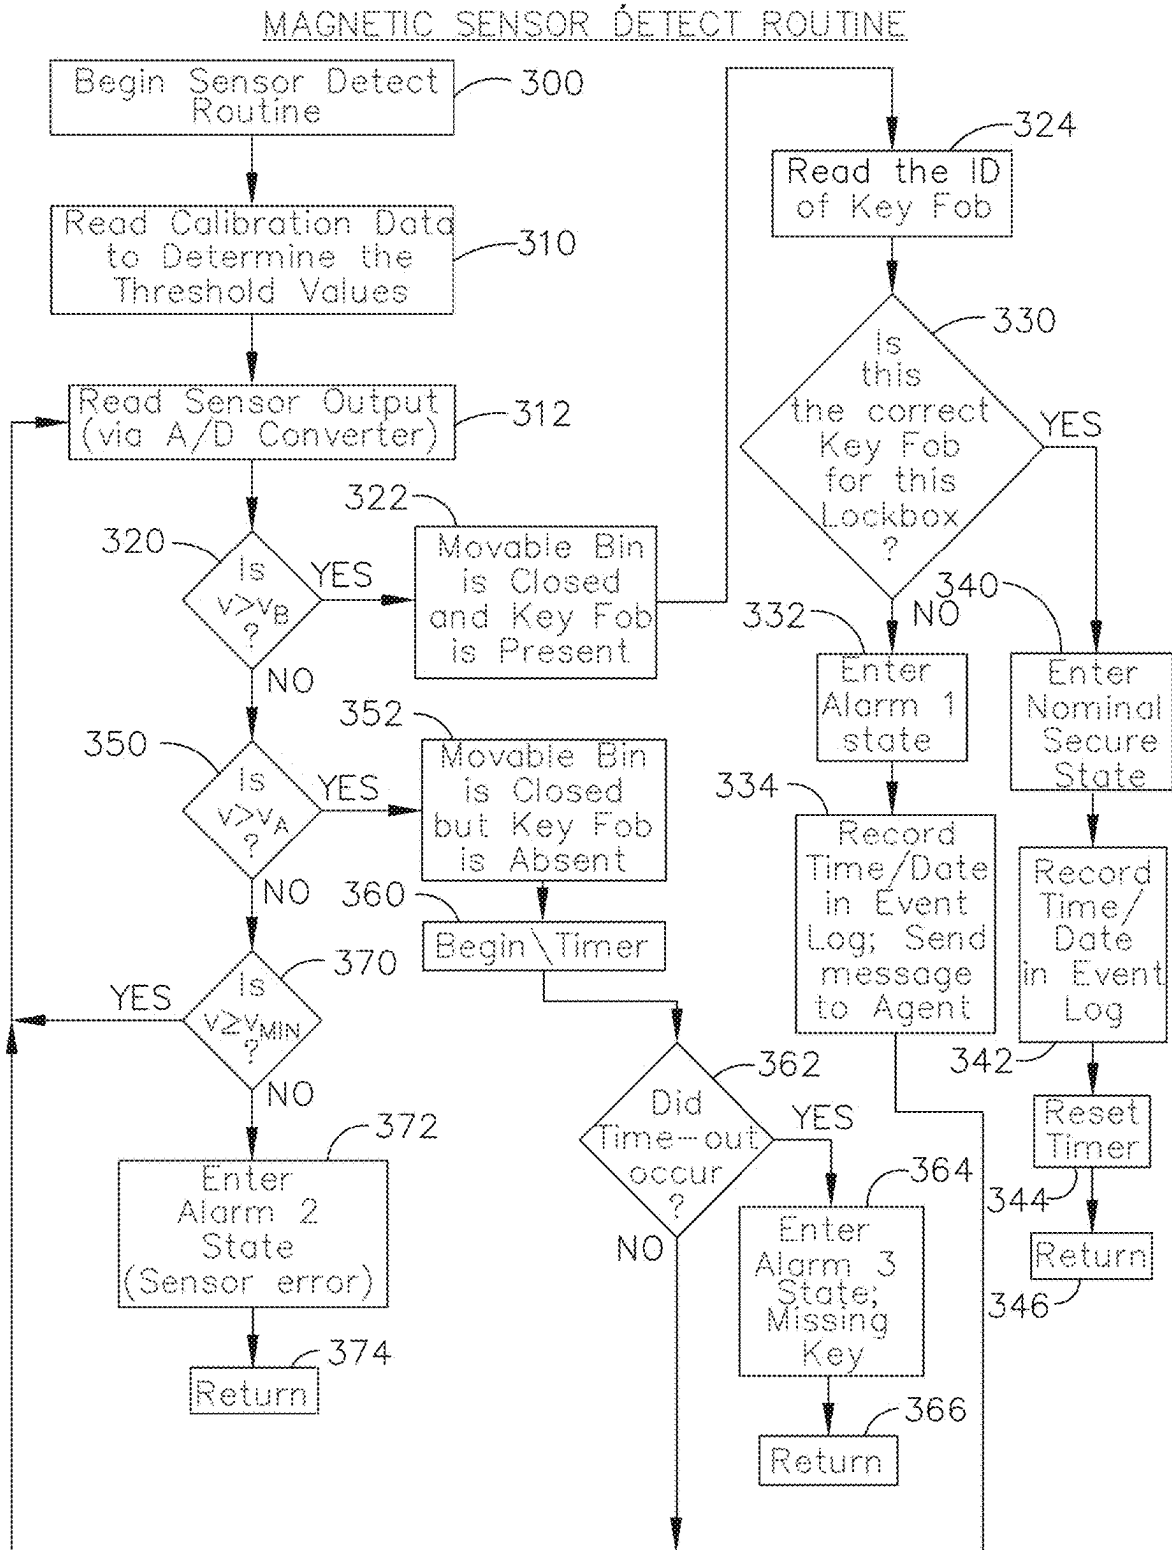 MAGNETIC SENSOR DETECT ROUTINE
Begin Sensor Detect
Routine
300
Read Calibration Data
to Determine the
Threshold Values
310
Read Sensor Output
(via A/D Converter)
312
320
Is
v>vB
?
YES
NO
322
Movable Bin
is Closed
and Key Fob
is Present
324
Read the ID
of Key Fob
330
Is
this
the correct
Key Fob
for this
Lockbox
?
YES
NO
332
Enter
Alarm 1
state
334
Record
Time/Date
in Event
Log; Send
message
to Agent
340
Enter
Nominal
Secure
State
Record
Time/
Date
in Event
Log
342
Reset
Timer
344
Return
346
350
Is
v>vA
?
YES
NO
352
Movable Bin
is Closed
but Key Fob
is Absent
360
Begin \ Timer
362
Did
Time-out
occur
?
YES
NO
364
Enter
Alarm 3
State;
Missing
Key
366
Return
370
Is
v≥vMIN
?
YES
NO
372
Enter
Alarm 2
State
(Sensor error)
374
Return